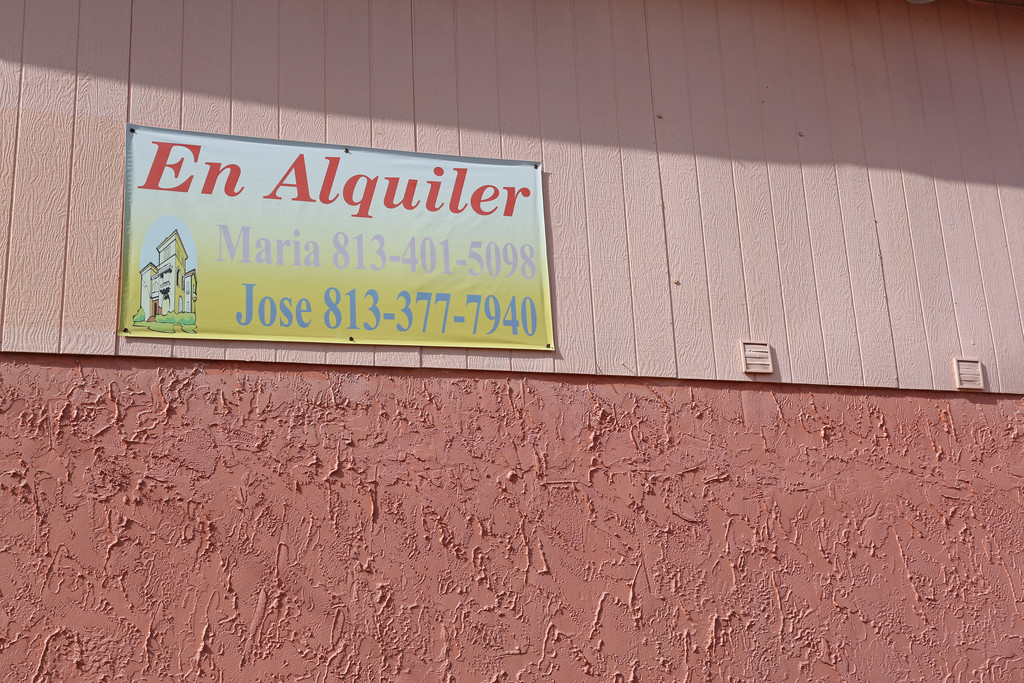 En Alquiler
Maria 813-401-5098
Jose 813-377-7940